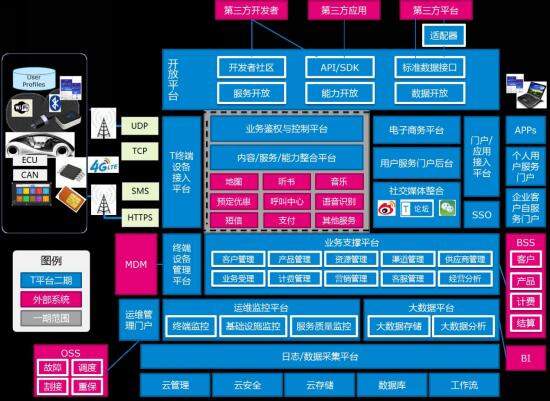 第三方开发者
第三方应用
第三方平台
适配器
开放平台
开发者社区
API/SDK
标准数据接口
服务开放
能力开放
数据开放
User Profiles
WiFi
ECU
CAN
4G LTE
UDP
TCP
SMS
HTTPS
T终端设备接入平台
业务鉴权与控制平台
内容/服务/能力整合平台
地图
听书
音乐
预定优惠
呼叫中心
语音识别
短信
支付
其他服务
电子商务平台
用户服务门户后台
社交媒体整合
T
论坛
门户/应用接入平台
SSO
APPs
个人用户服务门户
企业客户自服务门户
图例
T平台二期
外部系统
一期范围
MDM
终端设备管理平台
业务支撑平台
客户管理
产品管理
资源管理
渠道管理
供应商管理
业务受理
计费管理
营销管理
客服管理
经营分析
BSS
客户
产品
计费
结算
运维管理门户
运维监控平台
终端监控
基础设施监控
服务质量监控
大数据平台
大数据存储
大数据分析
BI
OSS
故障
调度
割接
重保
日志/数据采集平台
云管理
云安全
云存储
数据库
工作流